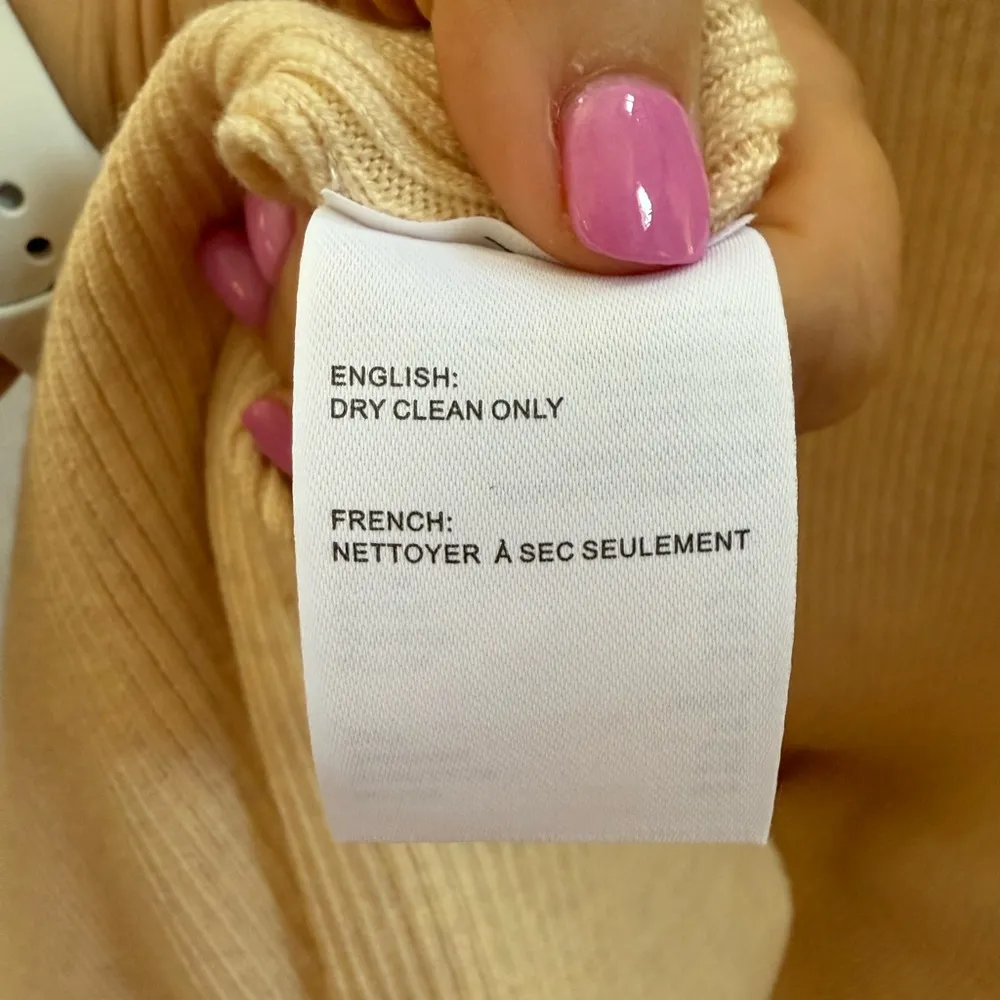 ENGLISH:
DRY CLEAN ONLY
FRENCH:
NETTOYER À SEC SEULEMENT